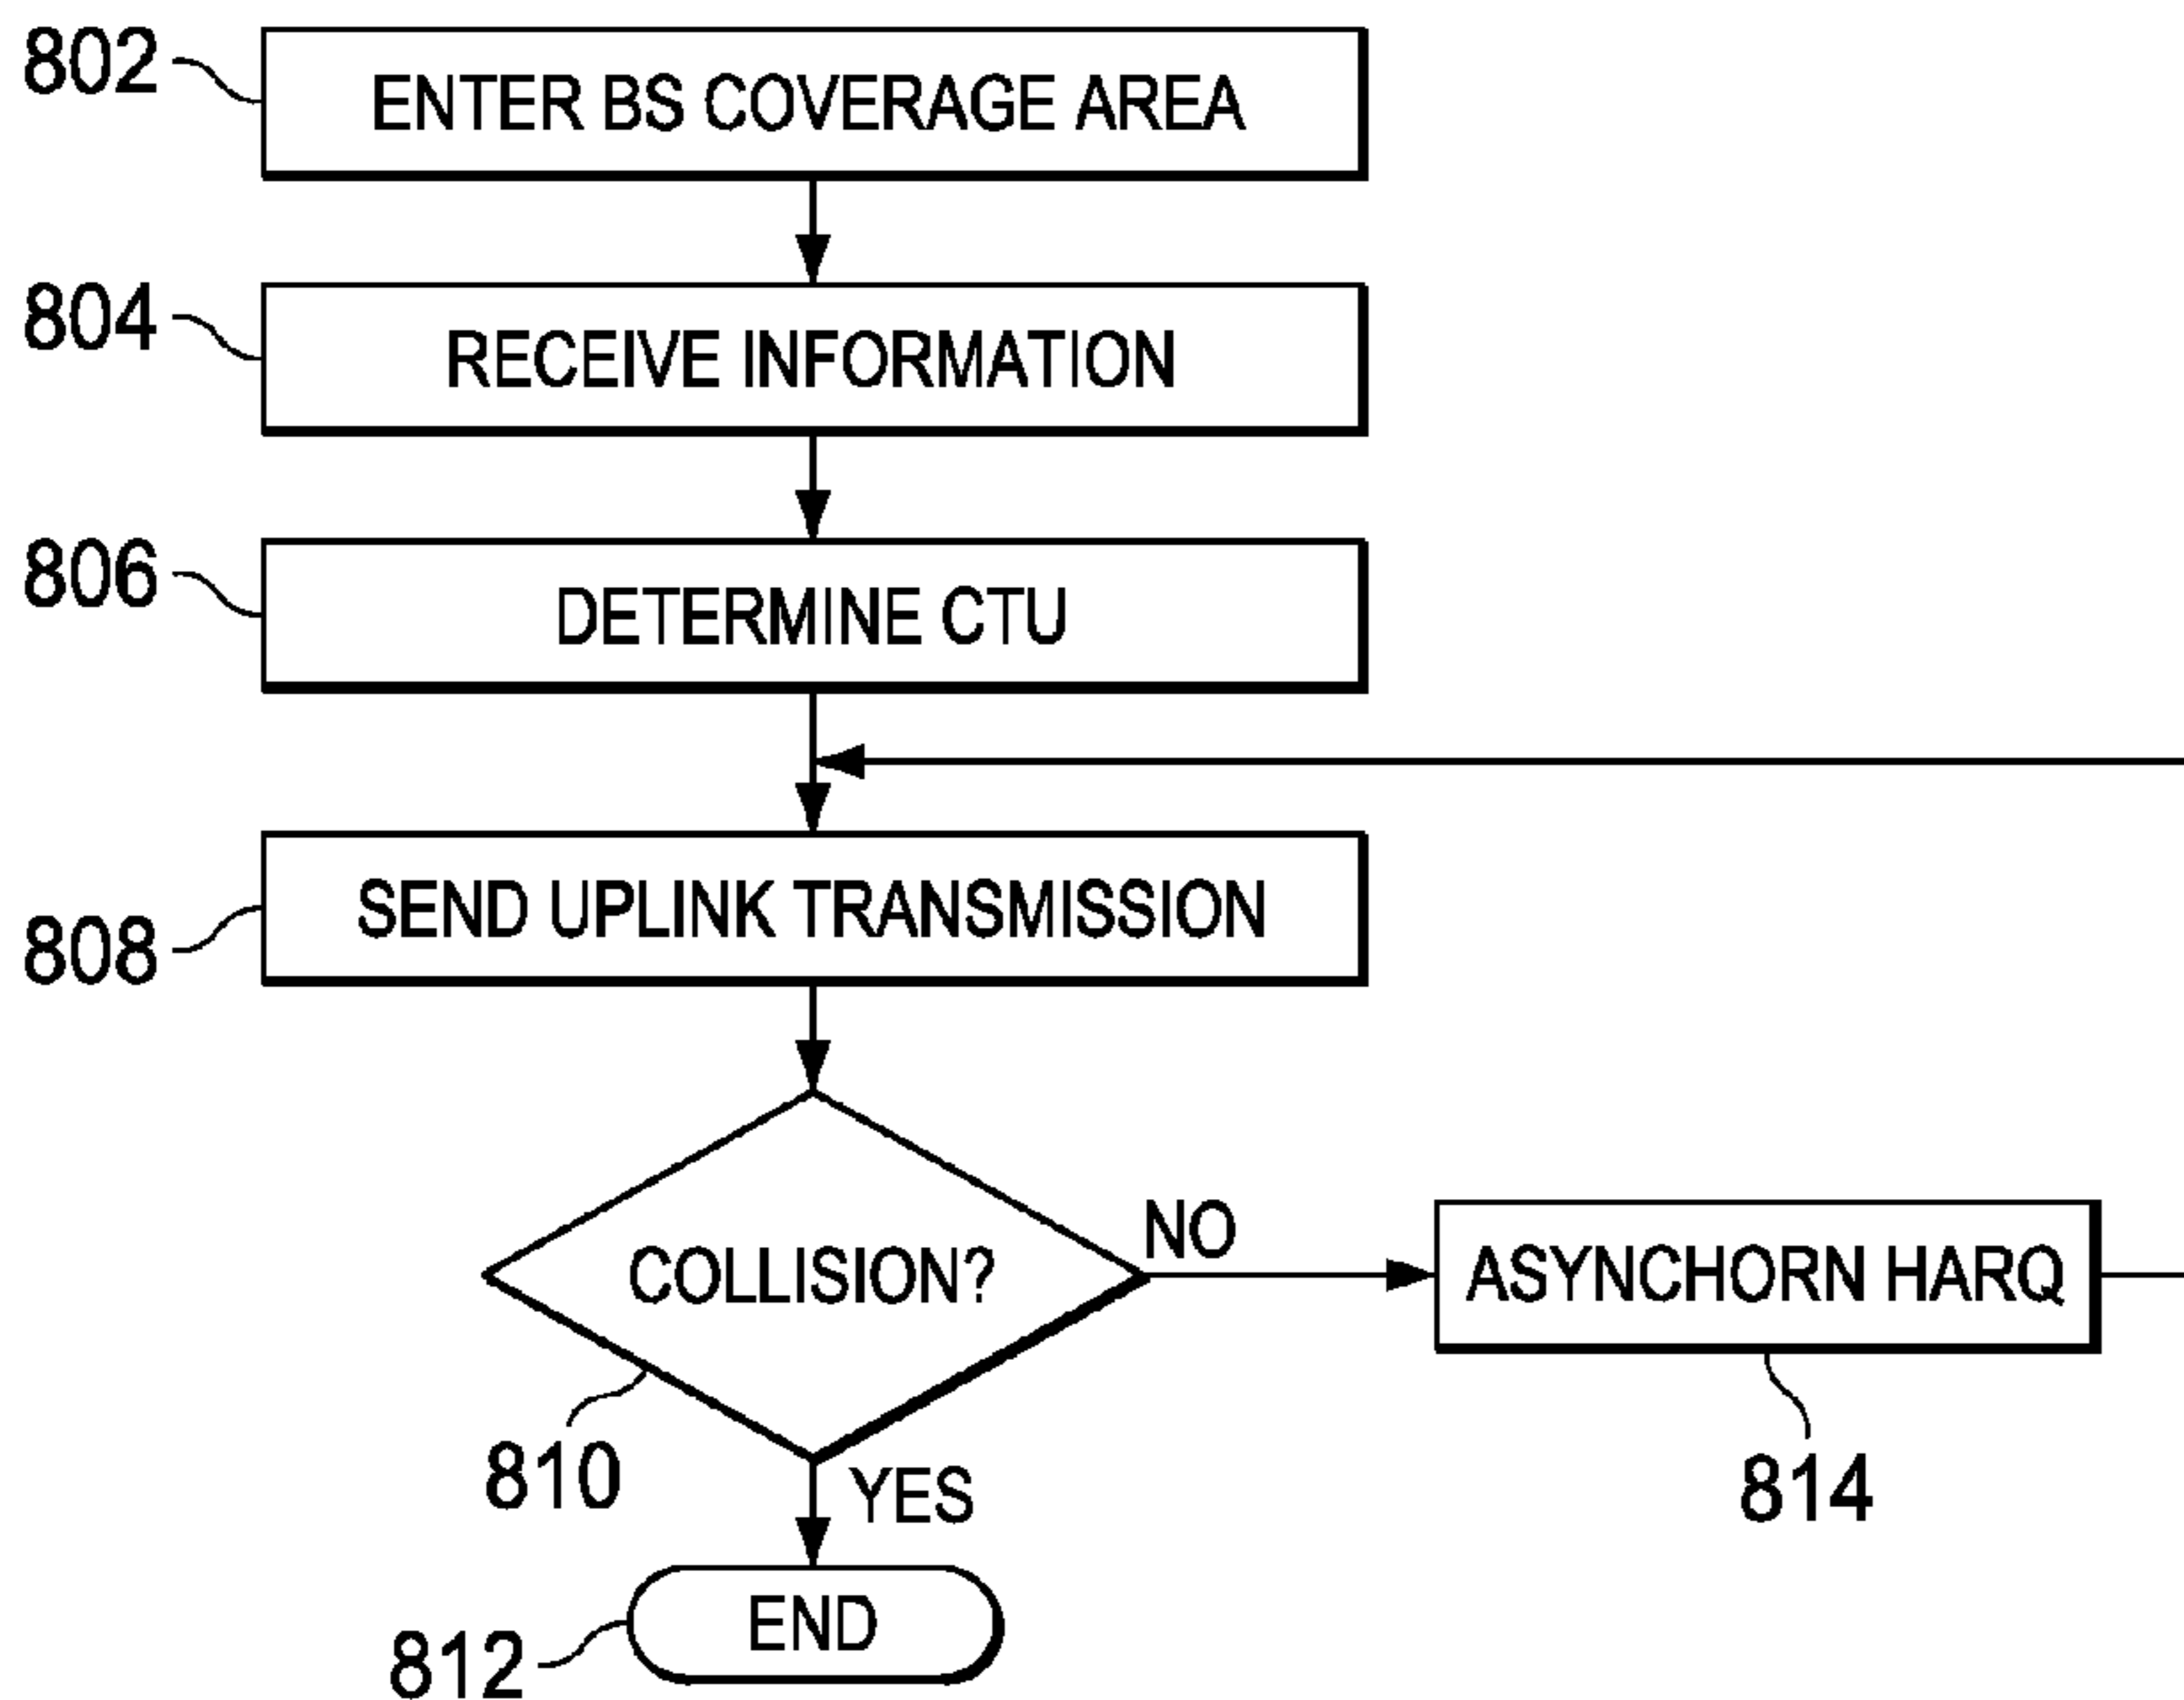 802
ENTER BS COVERAGE AREA
804
RECEIVE INFORMATION
806
DETERMINE CTU
808
SEND UPLINK TRANSMISSION
COLLISION?
NO
ASYNCHORN HARQ
810
YES
814
END
812